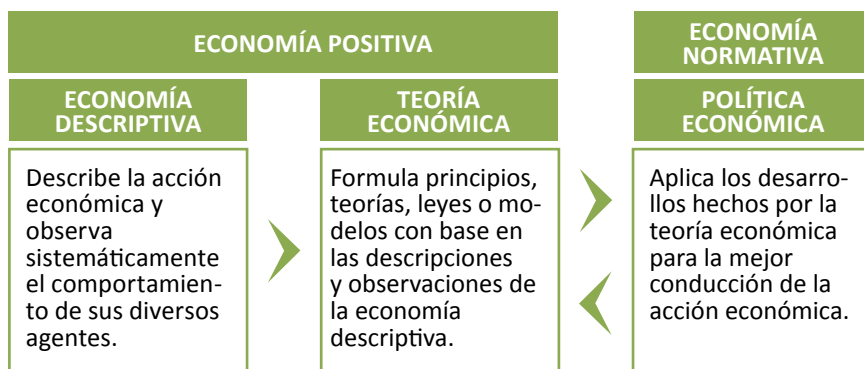 ECONOMÍA POSITIVA
ECONOMÍA
NORMATIVA
ECONOMÍA
DESCRIPTIVA
TEORÍA
ECONÓMICA
POLÍTICA
ECONÓMICA
Describe la acción
económica y
observa
sistemáticamente
el comportamien-
to de sus diversos
agentes.
Formula principios,
teorías, leyes o mo-
delos con base en
las descripciones
y observaciones de
la economía
descriptiva.
Aplica los desarro-
llos hechos por la
teoría económica
para la mejor
conducción de la
acción económica.